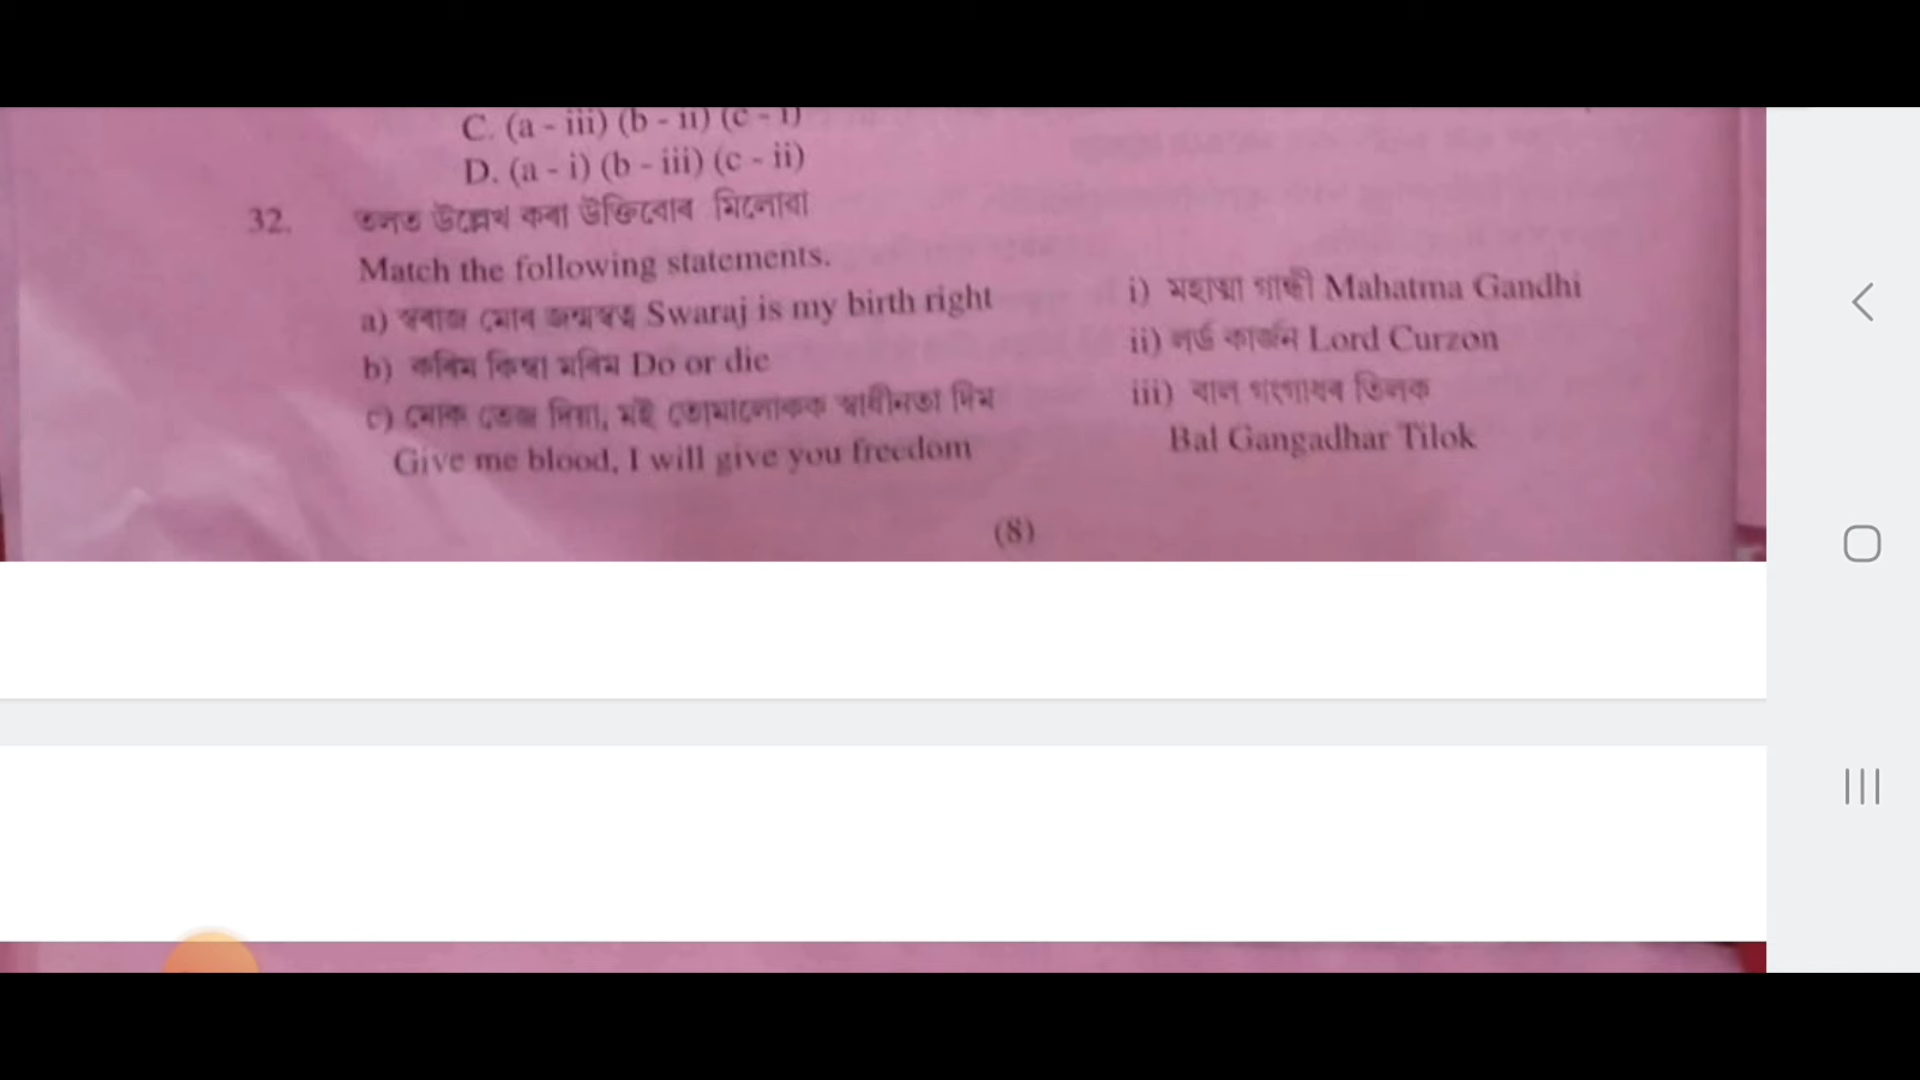 C. (a - iii) (b - ii) (c - i)
D. (a - i) (b - iii) (c - ii)
32. তলত উল্লেখ কৰা উক্তিবোৰ মিলোৱা
Match the following statements.
a) স্বৰাজ মোৰ জন্মস্বত্ব Swaraj is my birth right
i) মহাত্মা গান্ধী Mahatma Gandhi
b) কৰিম কিম্বা মৰিম Do or die
ii) লৰ্ড কাৰ্জন Lord Curzon
c) মোক তেজ দিয়া, মই তোমালোকক স্বাধীনতা দিম
iii) বাল গংগাধৰ তিলক
Give me blood, I will give you freedom
Bal Gangadhar Tilok
(8)